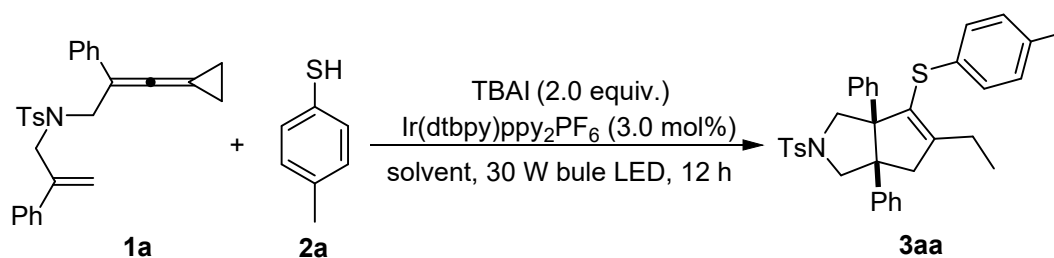 Ph
SH
S
TBAI (2.0 equiv.)
Ph
TsN
Ir(dtbpy)ppy2PF6 (3.0 mol%)
+
TsN
solvent, 30 W bule LED, 12 h
Ph
Ph
1a
2a
3aa